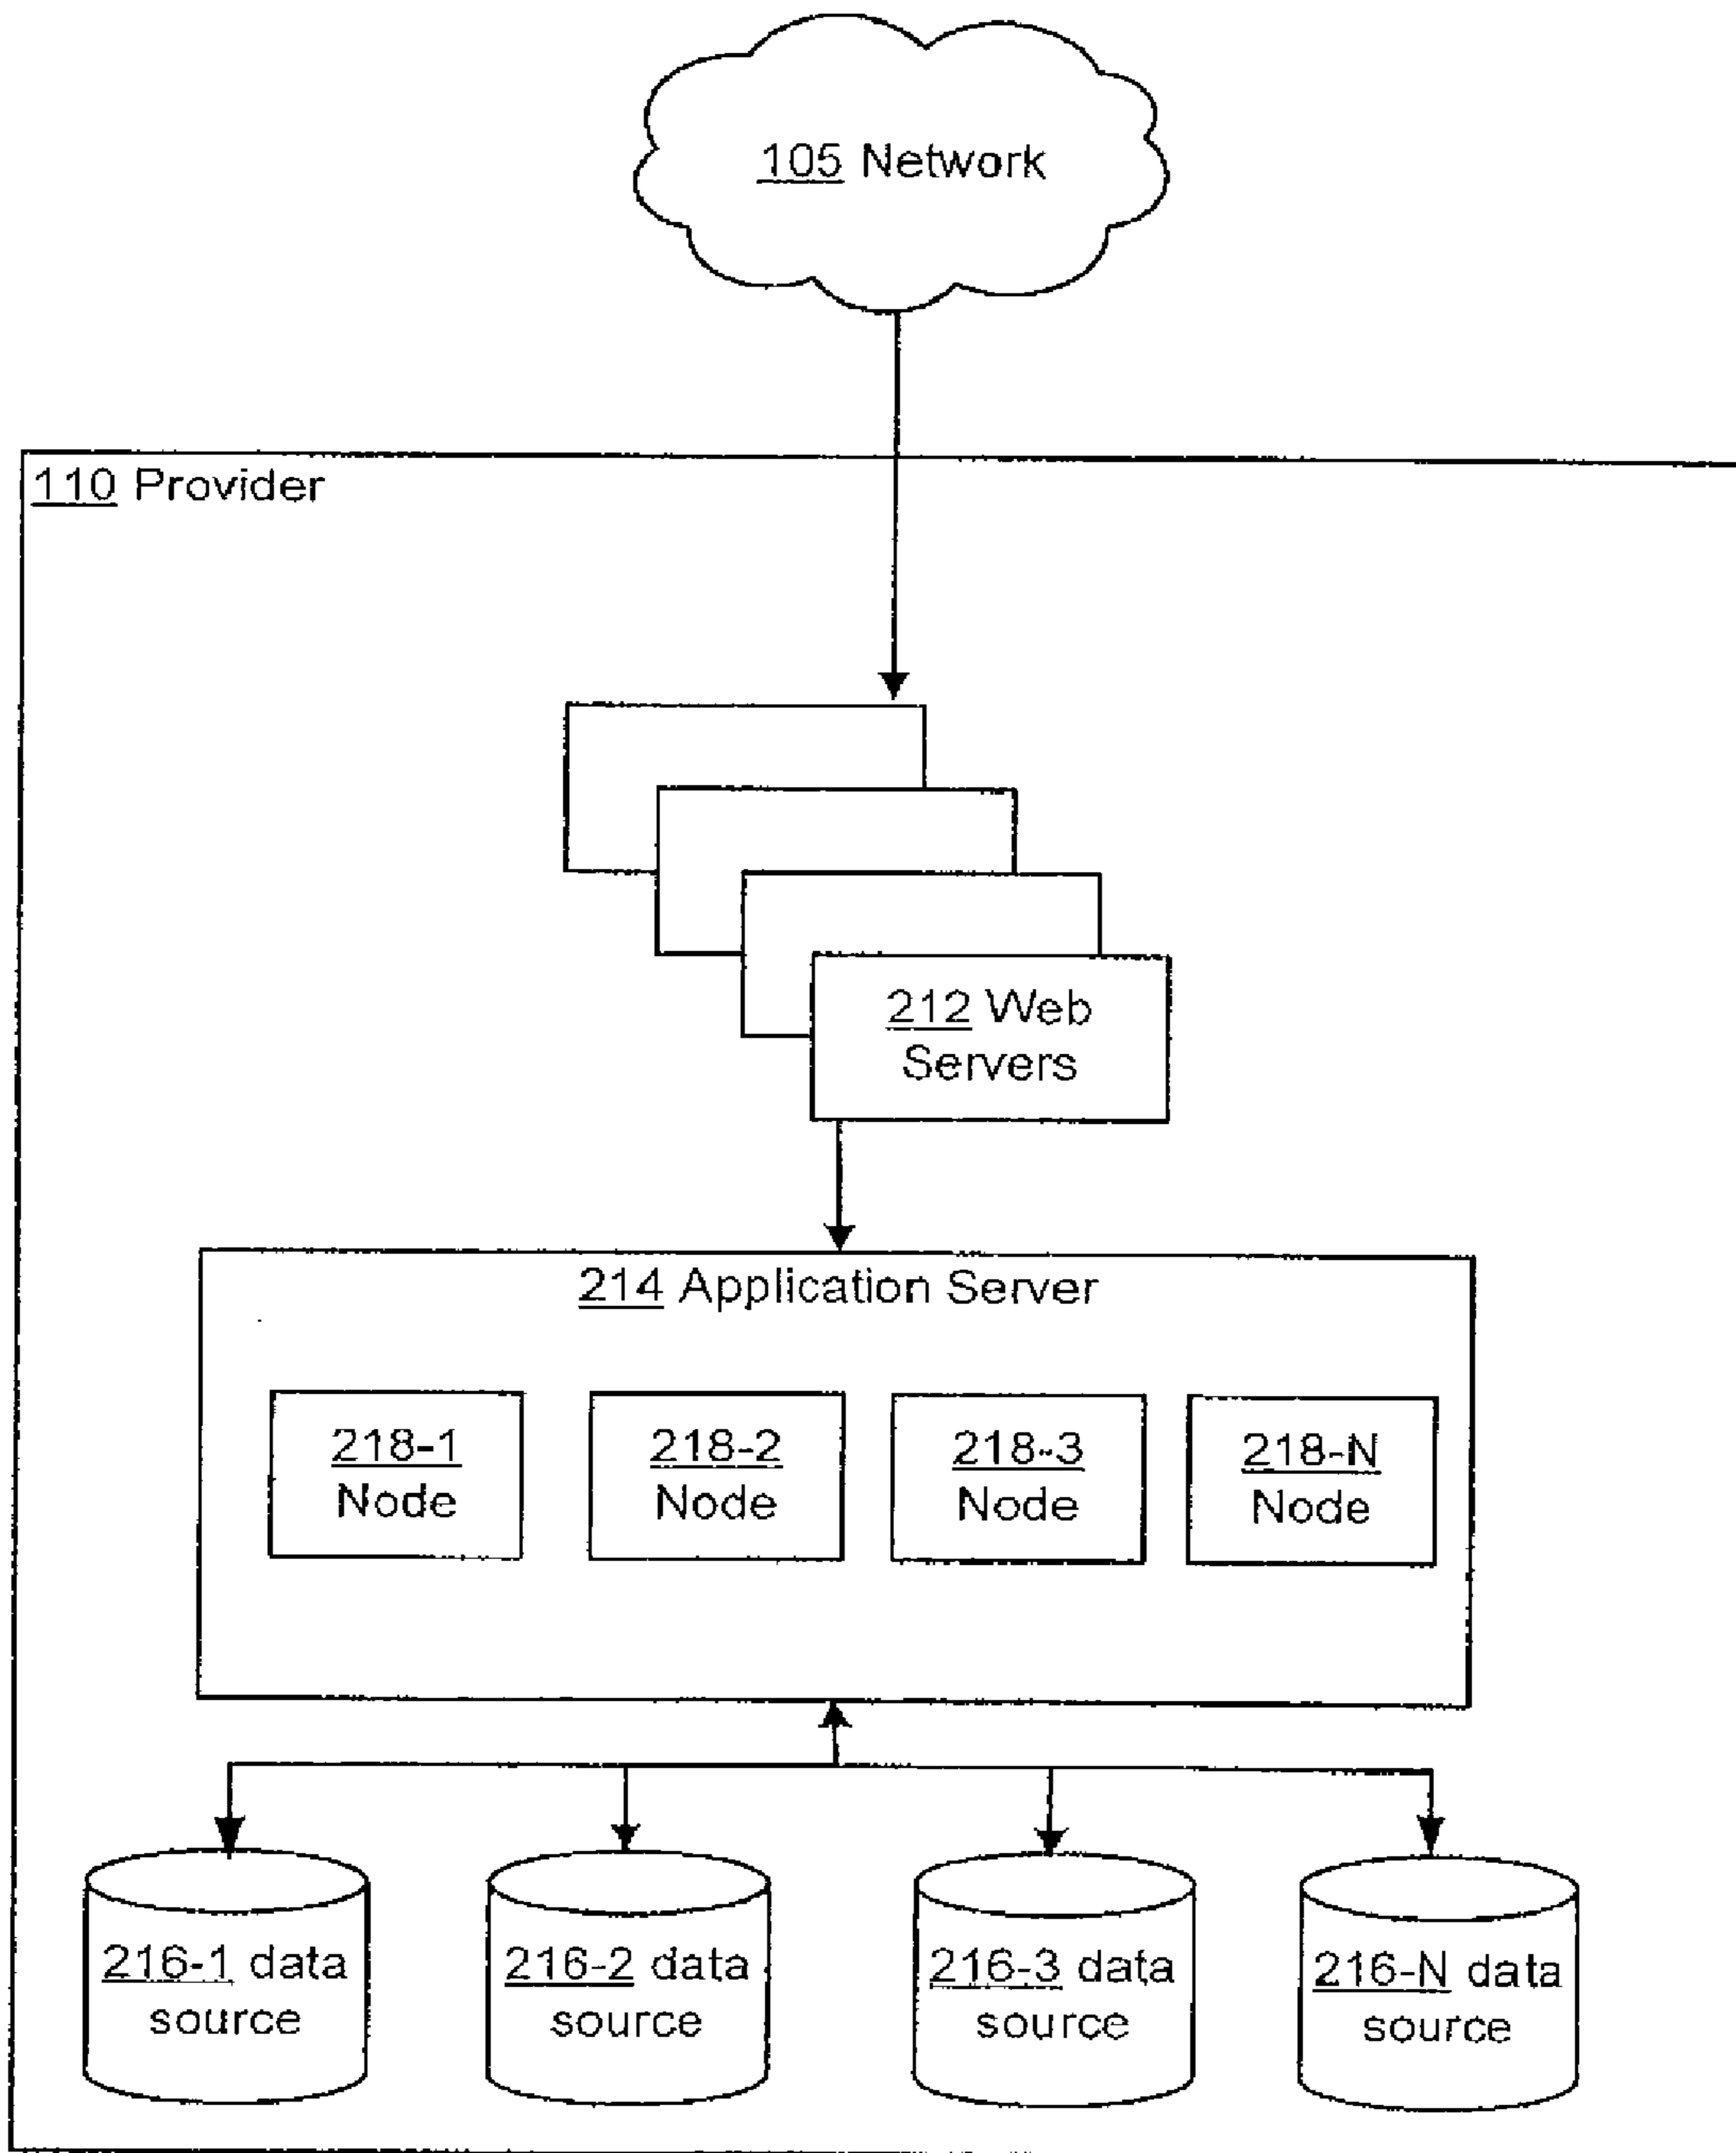 105 Network
110 Provider
212 Web
Servers
214 Application Server
218-1
Node
218-2
Node
218-3
Node
218-N
Node
216-1 data
source
216-2 data
source
216-3 data
source
216-N data
source